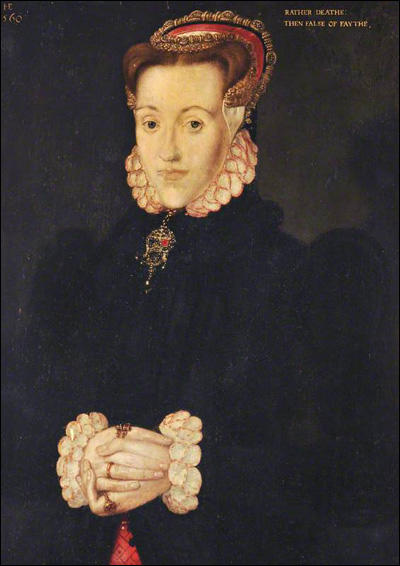 HE
560
RATHER DEATHE:
THEN FALSE OF FAYTHE.